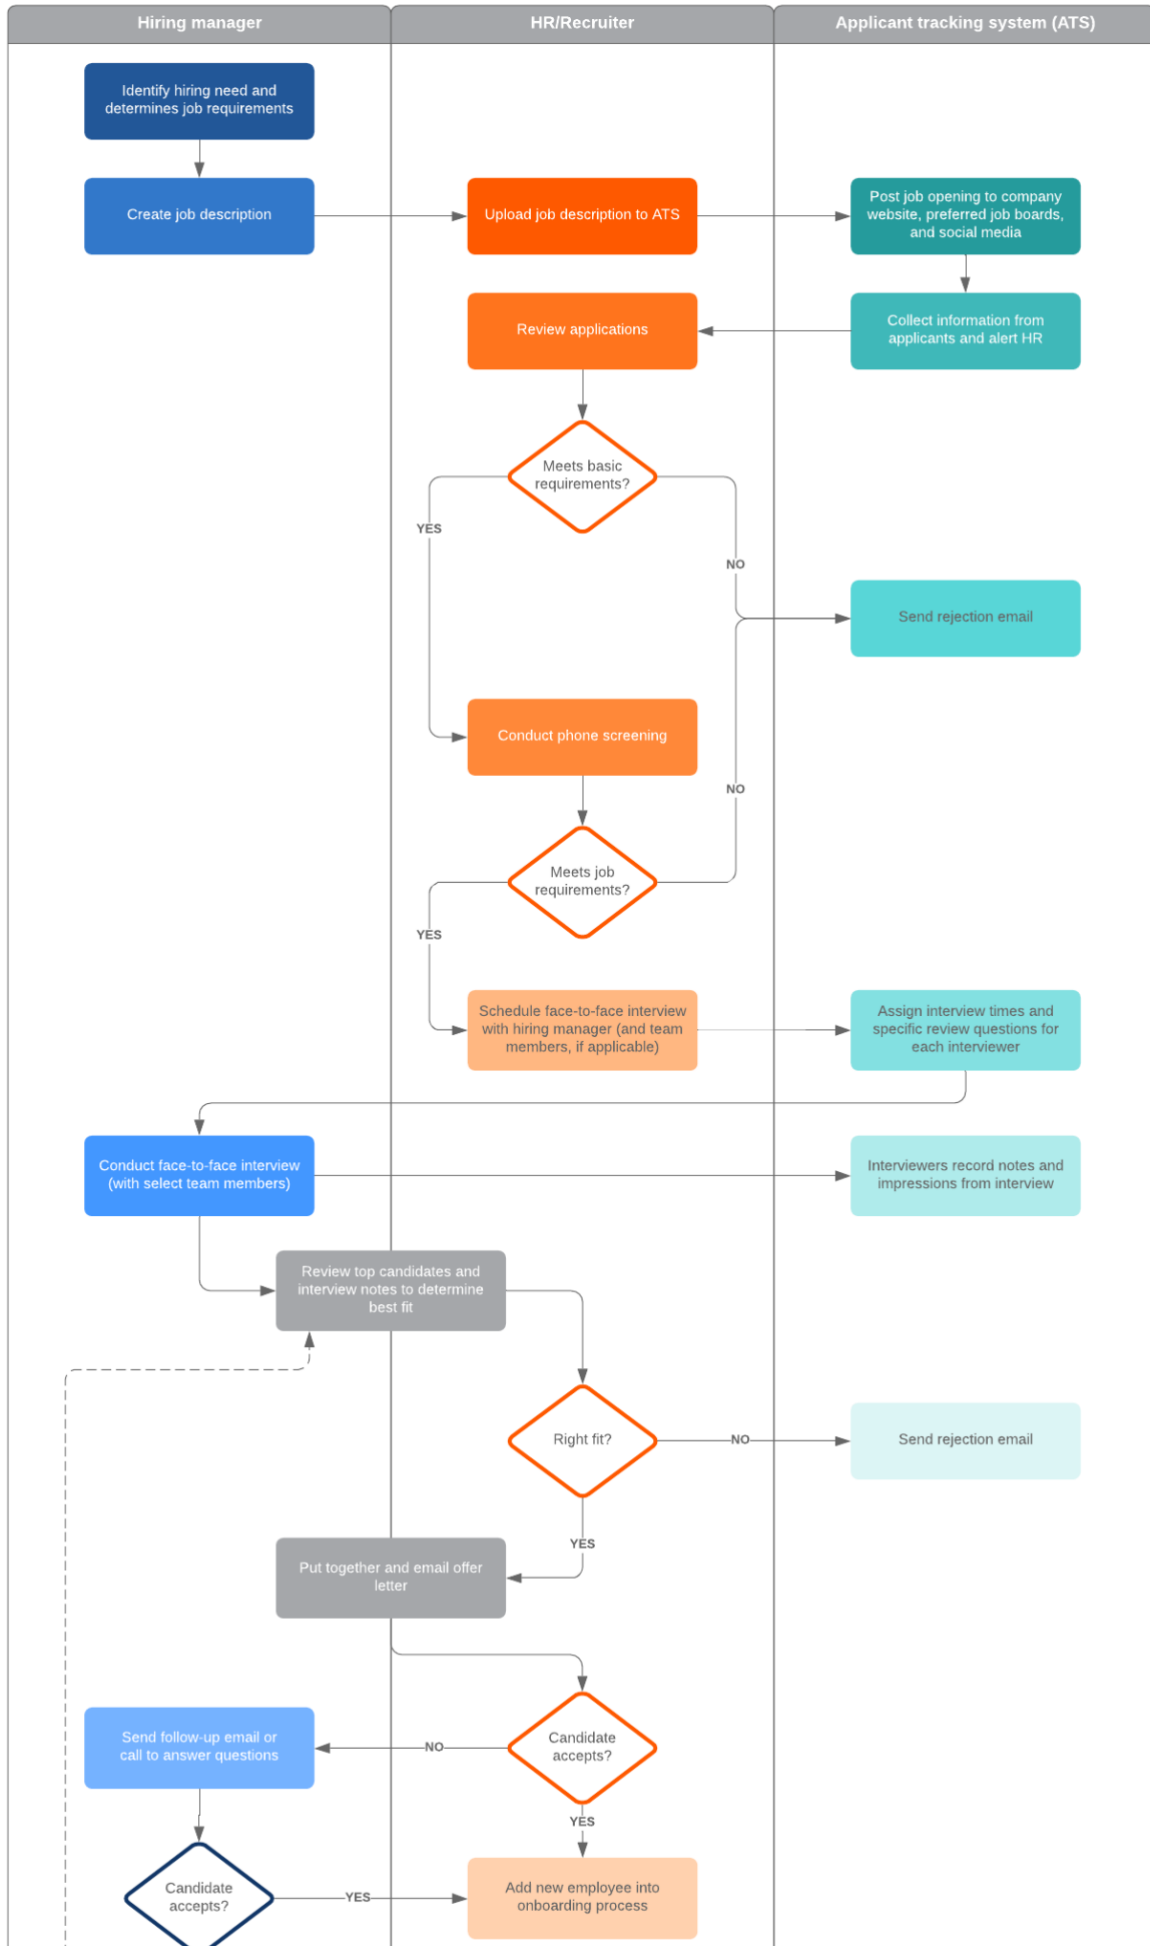 Hiring manager
HR/Recruiter
Applicant tracking system (ATS)
Identify hiring need and
determines job requirements
Create job description
Upload job description to ATS
Post job opening to company
website, preferred job boards,
and social media
Review applications
Collect information from
applicants and alert HR
Meets basic
requirements?
YES
NO
Send rejection email
Conduct phone screening
NO
Meets job
requirements?
YES
Schedule face-to-face interview
with hiring manager (and team
members, if applicable)
Assign interview times and
specific review questions for
each interviewer
Conduct face-to-face interview
(with select team members)
Interviewers record notes and
impressions from interview
Review top candidates and
interview notes to determine
best fit
Right fit?
NO
Send rejection email
YES
Put together and email offer
letter
Send follow-up email or
call to answer questions
NO
Candidate
accepts?
YES
Candidate
accepts?
YES
Add new employee into
onboarding process